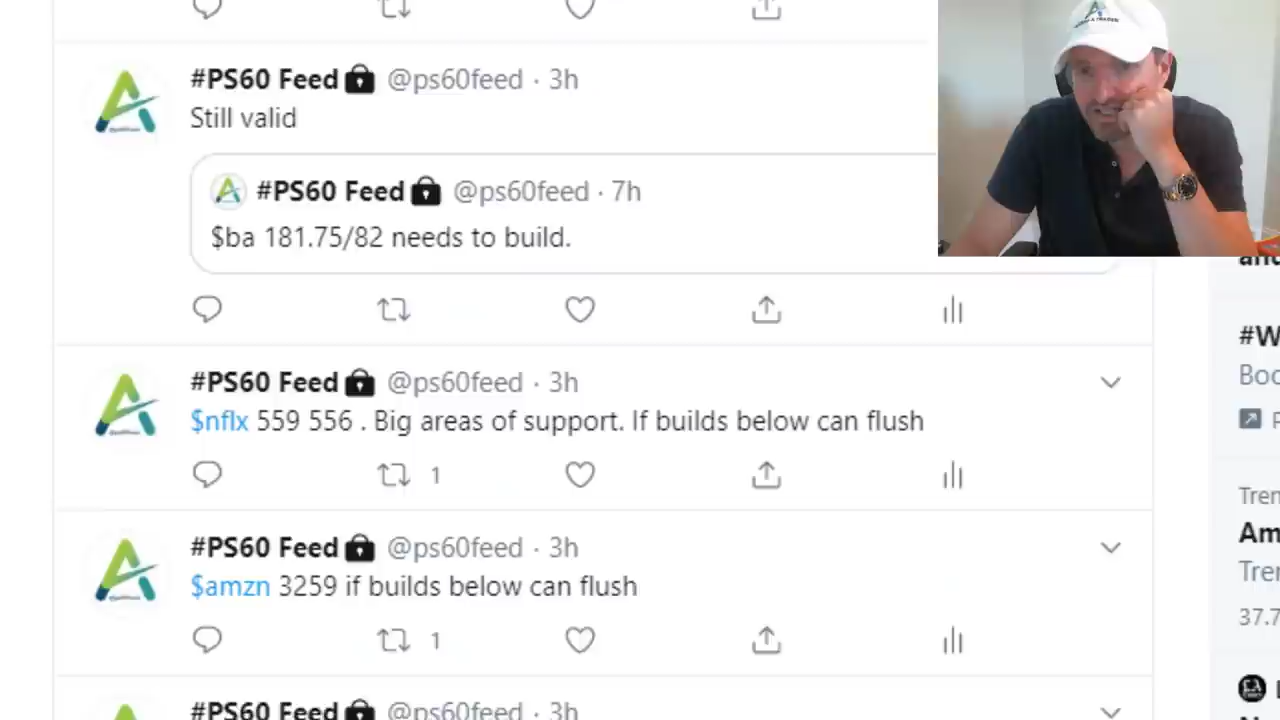 #PS60 Feed @ps60feed · 3h
Still valid
#PS60 Feed @ps60feed · 7h
$ba 181.75/82 needs to build.
#PS60 Feed @ps60feed · 3h
$nflx 559 556 . Big areas of support. If builds below can flush
1
#PS60 Feed @ps60feed · 3h
$amzn 3259 if builds below can flush
1
#PS60 Feed @ps60feed · 3h
#W
Boo
Tren
Am
Tren
37.7